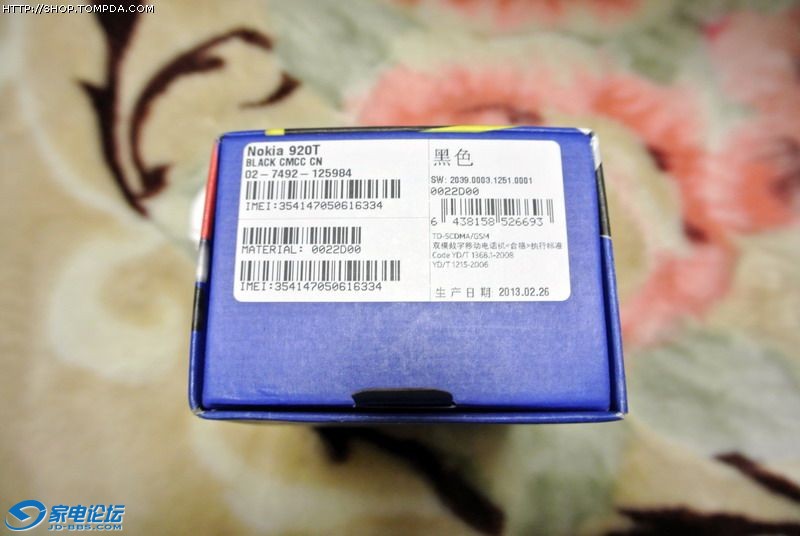 HTTP://SHOP.TOMPDA.COM
Nokia 920T
BLACK CMCC CN
02-7492-125984
IMEI:354147050616334
MATERIAL: 0022D00
IMEI:354147050616334
黑色
SW: 2039.0003.1251.0001
0022D00
6 438158 526693
TD-SCDMA/GSM
双模数字移动电话机<合格>执行标准
Code YD/T 1368.1-2008
YD/T 1215-2006
生产日期: 2013.02.26
家电论坛
JD-BBS.COM